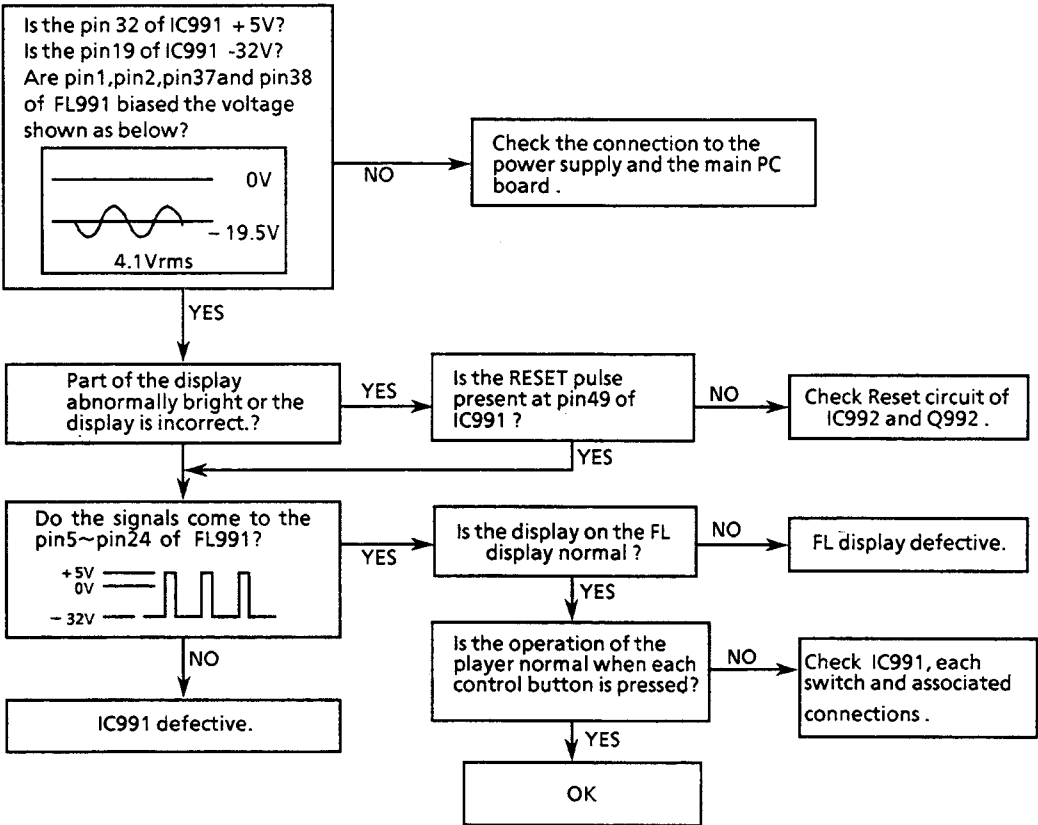 Is the pin 32 of IC991 + 5V?
Is the pin19 of IC991 -32V?
Are pin1,pin2,pin37and pin38
of FL991 biased the voltage
shown as below?
0V
– 19.5V
4.1Vrms
NO
Check the connection to the
power supply and the main PC
board .
YES
Part of the display
abnormally bright or the
display is incorrect.?
YES
Is the RESET pulse
present at pin49 of
IC991 ?
NO
Check Reset circuit of
IC992 and Q992 .
YES
Do the signals come to the
pin5~pin24 of FL991?
+5V
0V
– 32V
YES
Is the display on the FL
display normal ?
NO
FL display defective.
YES
NO
IC991 defective.
Is the operation of the
player normal when each
control button is pressed?
NO
Check IC991, each
switch and associated
connections .
YES
OK